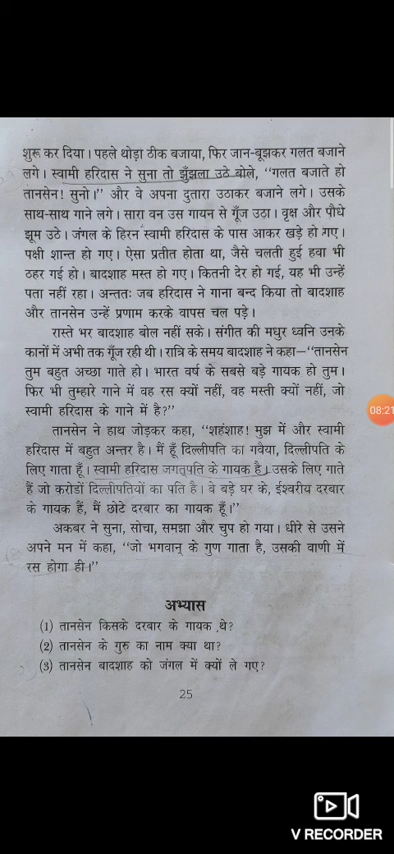 शुरू कर दिया। पहले थोड़ा ठीक बजाया, फिर जान-बूझकर गलत बजाने
लगे। स्वामी हरिदास ने सुना तो झुँझला उठे बोले, ‘‘गलत बजाते हो
तानसेन! सुनो।’’ और वे अपना दुतारा उठाकर बजाने लगे। उसके
साथ-साथ गाने लगे। सारा वन उस गायन से गूँज उठा। वृक्ष और पौधे
झूम उठे। जंगल के हिरन स्वामी हरिदास के पास आकर खड़े हो गए।
पक्षी शान्त हो गए। ऐसा प्रतीत होता था, जैसे चलती हुई हवा भी
ठहर गई हो। बादशाह मस्त हो गए। कितनी देर हो गई, यह भी उन्हें
पता नहीं रहा। अन्ततः जब हरिदास ने गाना बन्द किया तो बादशाह
और तानसेन उन्हें प्रणाम करके वापस चल पड़े।
रास्ते भर बादशाह बोल नहीं सके। संगीत की मधुर ध्वनि उनके
कानों में अभी तक गूँज रही थी। रात्रि के समय बादशाह ने कहा—‘‘तानसेन
तुम बहुत अच्छा गाते हो। भारत वर्ष के सबसे बड़े गायक हो तुम।
फिर भी तुम्हारे गाने में वह रस क्यों नहीं, वह मस्ती क्यों नहीं, जो
स्वामी हरिदास के गाने में है?’’
तानसेन ने हाथ जोड़कर कहा, ‘‘शहंशाह! मुझ में और स्वामी
हरिदास में बहुत अन्तर है। मैं हूँ दिल्लीपति का गवैया, दिल्लीपति के
लिए गाता हूँ। स्वामी हरिदास जगत्पति के गायक है। उसके लिए गाते
हैं जो करोडों दिल्लीपतियों का पति है। वे बड़े घर के, ईश्वरीय दरबार
के गायक हैं, मैं छोटे दरबार का गायक हूँ।’’
अकबर ने सुना, सोचा, समझा और चुप हो गया। धीरे से उसने
अपने मन में कहा, ‘‘जो भगवान् के गुण गाता है, उसकी वाणी में
रस होगा ही।’’
अभ्यास
(1) तानसेन किसके दरबार के गायक थे?
(2) तानसेन के गुरु का नाम क्या था?
(3) तानसेन बादशाह को जंगल में क्यों ले गए?
25
08:21
V RECORDER